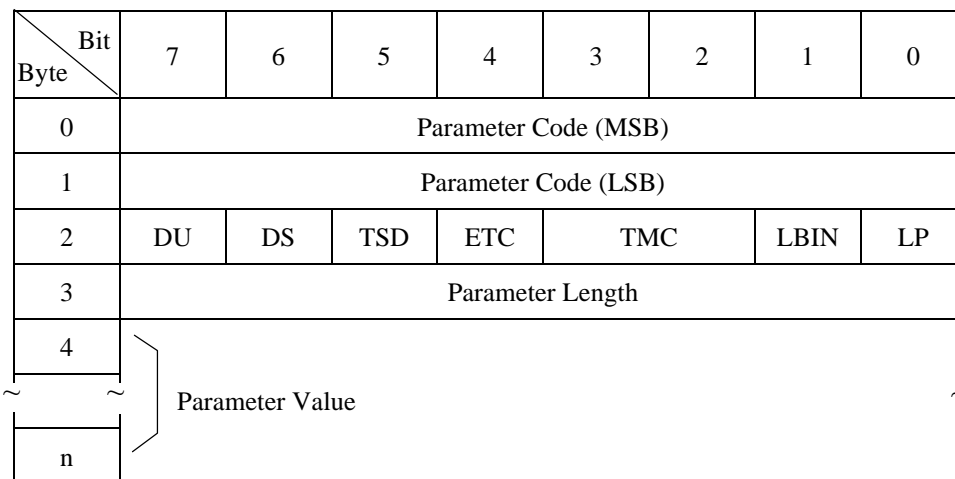 Bit
Byte 7 6 5 4 3 2 1 0
0 Parameter Code (MSB)
1 Parameter Code (LSB)
2 DU DS TSD ETC TMC LBIN LP
3 Parameter Length
4
~ ~ Parameter Value ~
n